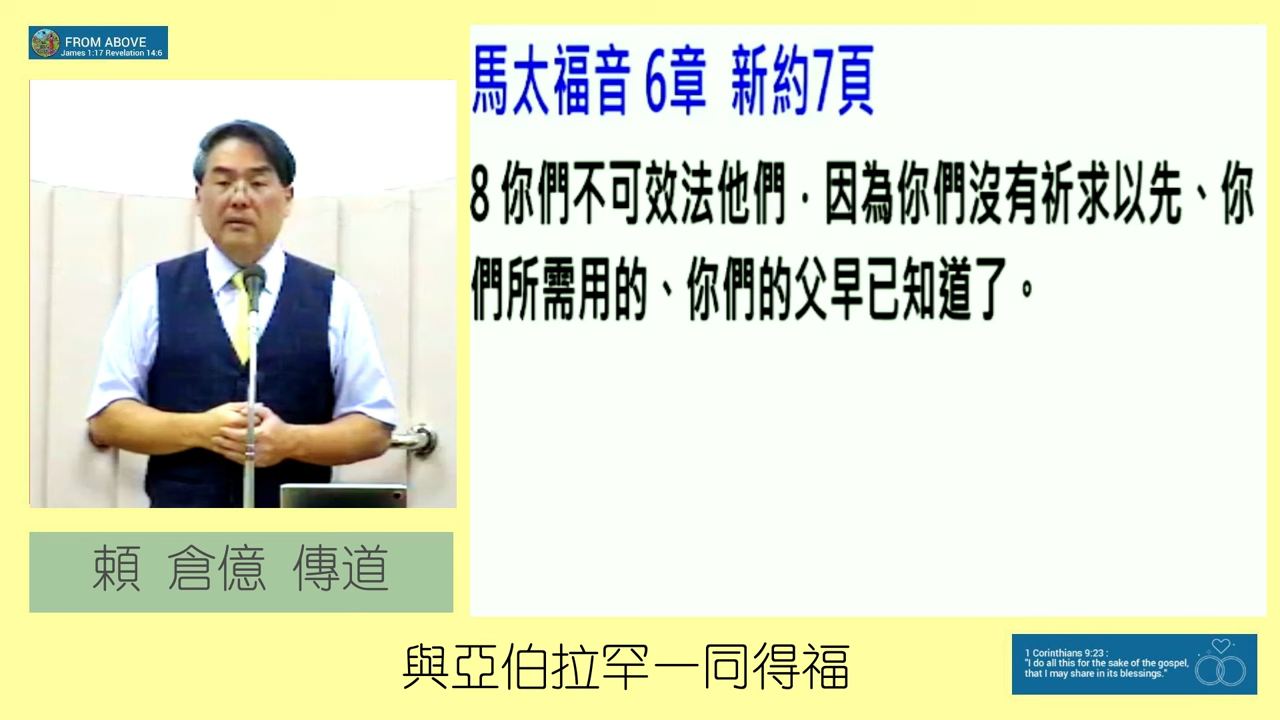 FROM ABOVE
James 1:17 Revelation 14:6
馬太福音 6章 新約7頁
8 你們不可效法他們．因為你們沒有祈求以先、你
們所需用的、你們的父早已知道了。
頼 倉億 傳道
與亞伯拉罕一同得福
1 Corinthians 9:23 :
"I do all this for the sake of the gospel,
that I may share in its blessings."